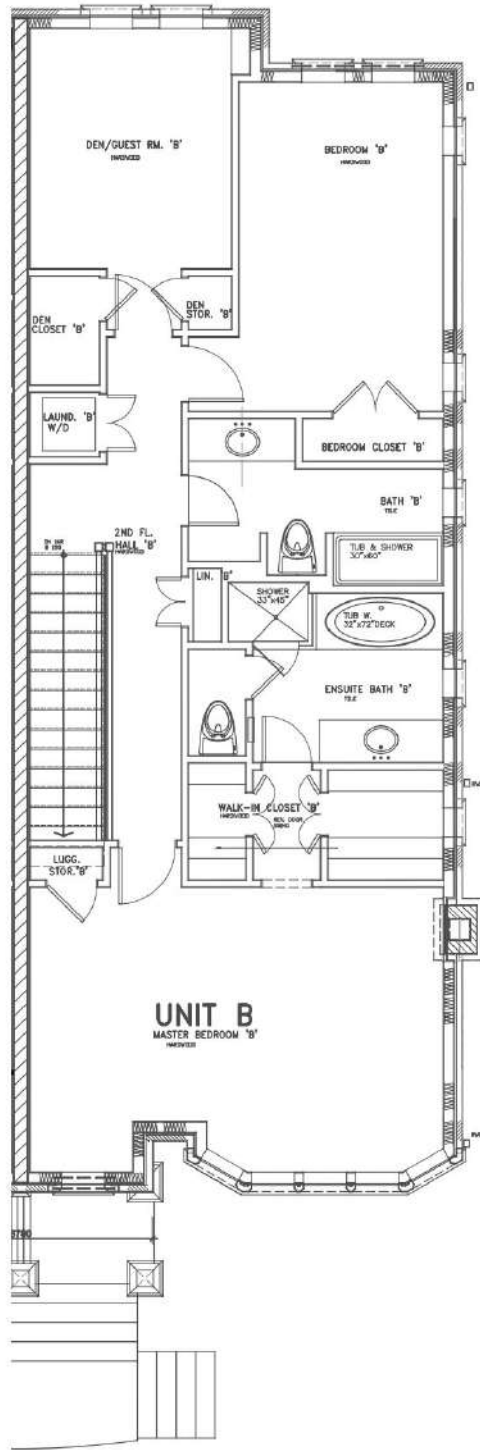 DEN/GUEST RM. 'B'
HARDWOOD
BEDROOM 'B'
HARDWOOD
DEN
CLOSET 'B'
DEN
STOR. 'B'
LAUND. 'B'
W/D
BEDROOM CLOSET 'B'
BATH 'B'
TILE
2ND FL.
HALL 'B'
HARDWOOD
TUB & SHOWER
30"x60"
LIN. 'B'
SHOWER
33"x45"
TUB W.
32"x72"DECK
ENSUITE BATH 'B'
TILE
WALK-IN CLOSET 'B'
HARDWOOD
LUGG.
STOR.'B'
UNIT B
MASTER BEDROOM 'B'
HARDWOOD